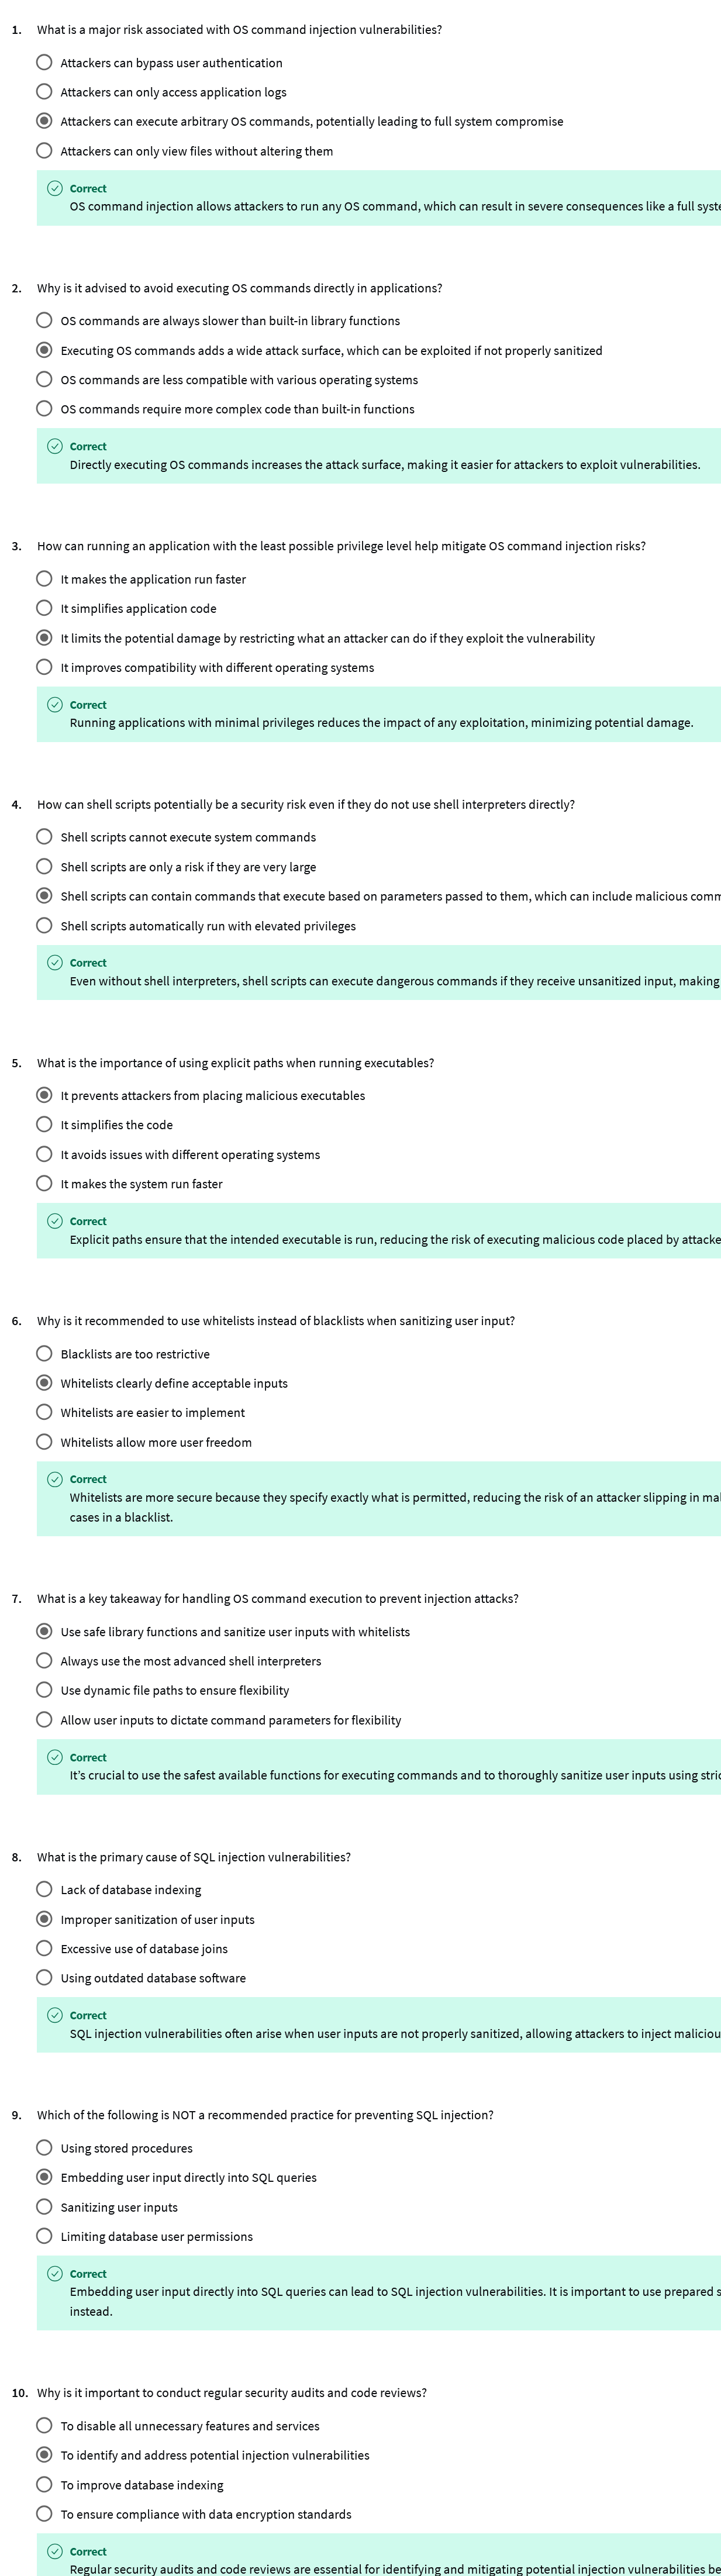 1. What is a major risk associated with OS command injection vulnerabilities?
Attackers can bypass user authentication
Attackers can only access application logs
Attackers can execute arbitrary OS commands, potentially leading to full system compromise
Attackers can only view files without altering them
Correct
OS command injection allows attackers to run any OS command, which can result in severe consequences like a full
2. Why is it advised to avoid executing OS commands directly in applications?
OS commands are always slower than built-in library functions
Executing OS commands adds a wide attack surface, which can be exploited if not properly sanitized
OS commands are less compatible with various operating systems
OS commands require more complex code than built-in functions
Correct
Directly executing OS commands increases the attack surface, making it easier for attackers to exploit vulnerabilities.
3. How can running an application with the least possible privilege level help mitigate OS command injection risks?
It makes the application run faster
It simplifies application code
It limits the potential damage by restricting what an attacker can do if they exploit the vulnerability
It improves compatibility with different operating systems
Correct
Running applications with minimal privileges reduces the impact of any exploitation, minimizing potential damage.
4. How can shell scripts potentially be a security risk even if they do not use shell interpreters directly?
Shell scripts cannot execute system commands
Shell scripts are only a risk if they are very large
Shell scripts can contain commands that execute based on parameters passed to them, which can include malicious
Shell scripts automatically run with elevated privileges
Correct
Even without shell interpreters, shell scripts can execute dangerous commands if they receive unsanitized input, making
5. What is the importance of using explicit paths when running executables?
It prevents attackers from placing malicious executables
It simplifies the code
It avoids issues with different operating systems
It makes the system run faster
Correct
Explicit paths ensure that the intended executable is run, reducing the risk of executing malicious code placed by
6. Why is it recommended to use whitelists instead of blacklists when sanitizing user input?
Blacklists are too restrictive
Whitelists clearly define acceptable inputs
Whitelists are easier to implement
Whitelists allow more user freedom
Correct
Whitelists are more secure because they specify exactly what is permitted, reducing the risk of an attacker slipping in
cases in a blacklist.
7. What is a key takeaway for handling OS command execution to prevent injection attacks?
Use safe library functions and sanitize user inputs with whitelists
Always use the most advanced shell interpreters
Use dynamic file paths to ensure flexibility
Allow user inputs to dictate command parameters for flexibility
Correct
It's crucial to use the safest available functions for executing commands and to thoroughly sanitize user inputs using
8. What is the primary cause of SQL injection vulnerabilities?
Lack of database indexing
Improper sanitization of user inputs
Excessive use of database joins
Using outdated database software
Correct
SQL injection vulnerabilities often arise when user inputs are not properly sanitized, allowing attackers to inject
9. Which of the following is NOT a recommended practice for preventing SQL injection?
Using stored procedures
Embedding user input directly into SQL queries
Sanitizing user inputs
Limiting database user permissions
Correct
Embedding user input directly into SQL queries can lead to SQL injection vulnerabilities. It is important to use prepared
instead.
10. Why is it important to conduct regular security audits and code reviews?
To disable all unnecessary features and services
To identify and address potential injection vulnerabilities
To improve database indexing
To ensure compliance with data encryption standards
Correct
Regular security audits and code reviews are essential for identifying and mitigating potential injection vulnerabilities